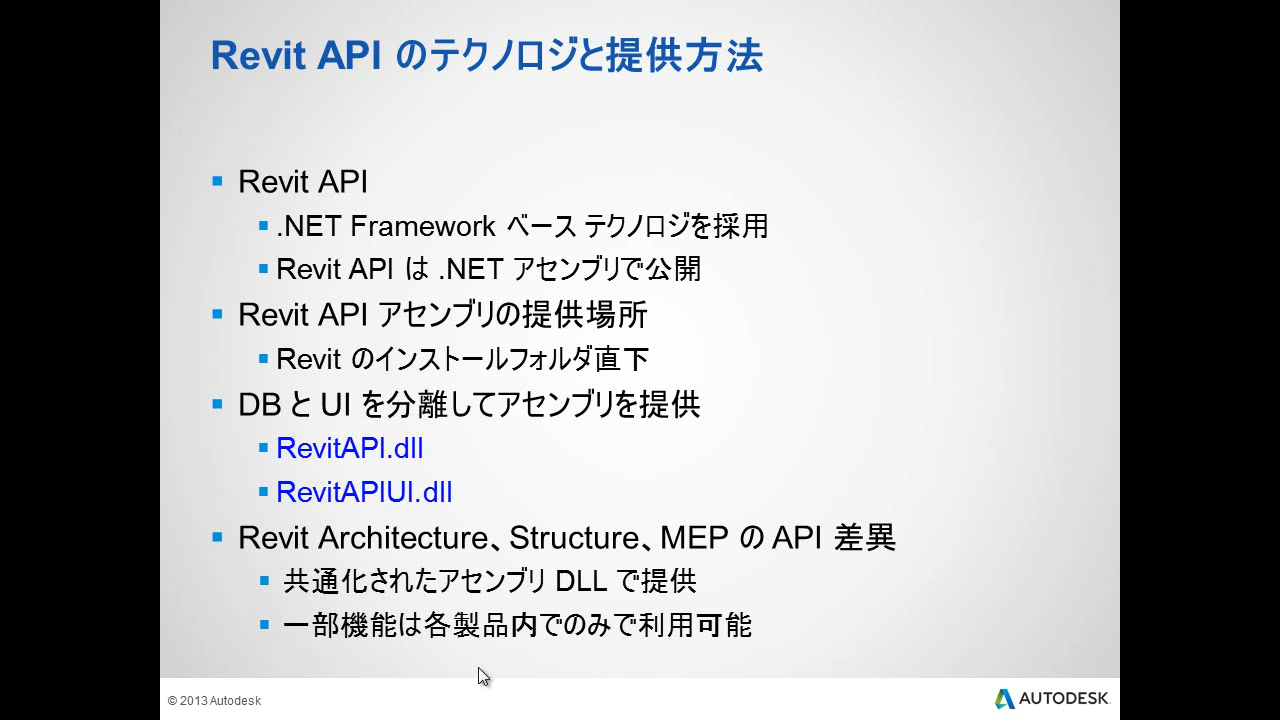 Revit API のテクノロジと提供方法
Revit API
.NET Framework ベース テクノロジを採用
Revit API は .NET アセンブリで公開
Revit API アセンブリの提供場所
Revit のインストールフォルダ直下
DB と UI を分離してアセンブリを提供
RevitAPI.dll
RevitAPIUI.dll
Revit Architecture、Structure、MEP の API 差異
共通化されたアセンブリ DLL で提供
一部機能は各製品内でのみで利用可能
© 2013 Autodesk
AUTODESK